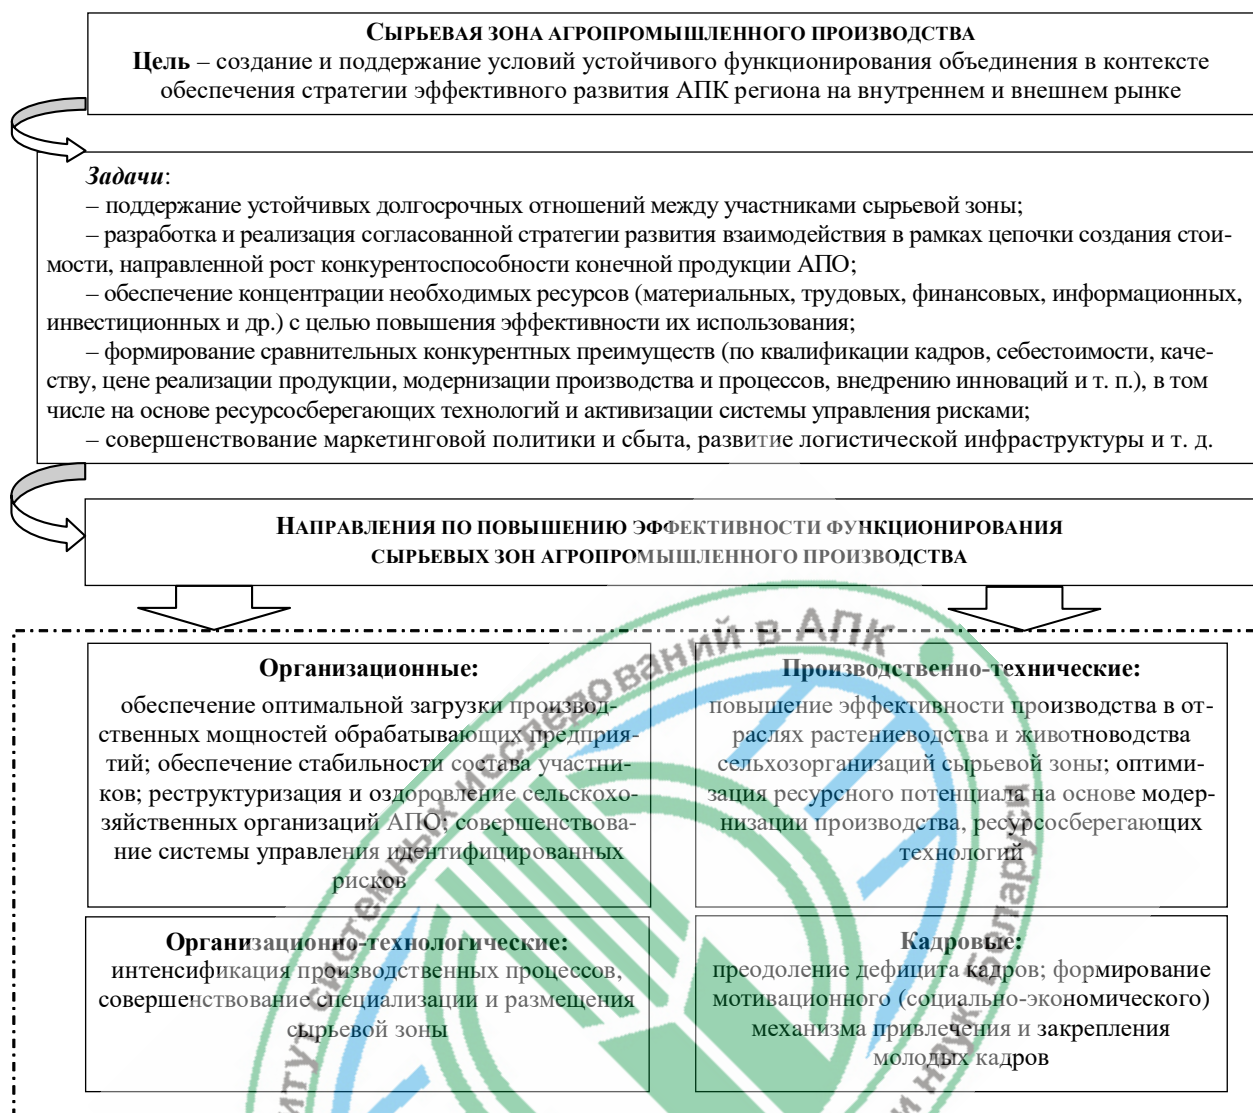 СЫРЬЕВАЯ ЗОНА АГРОПРОМЫШЛЕННОГО ПРОИЗВОДСТВА
Цель – создание и поддержание условий устойчивого функционирования объединения в контексте
обеспечения стратегии эффективного развития АПК региона на внутреннем и внешнем рынке
Задачи:
– поддержание устойчивых долгосрочных отношений между участниками сырьевой зоны;
– разработка и реализация согласованной стратегии развития взаимодействия в рамках цепочки создания стои-
мости, направленной рост конкурентоспособности конечной продукции АПО;
– обеспечение концентрации необходимых ресурсов (материальных, трудовых, финансовых, информационных,
инвестиционных и др.) с целью повышения эффективности их использования;
– формирование сравнительных конкурентных преимуществ (по квалификации кадров, себестоимости, каче-
ству, цене реализации продукции, модернизации производства и процессов, внедрению инноваций и т. п.), в том
числе на основе ресурсосберегающих технологий и активизации системы управления рисками;
– совершенствование маркетинговой политики и сбыта, развитие логистической инфраструктуры и т. д.
НАПРАВЛЕНИЯ ПО ПОВЫШЕНИЮ ЭФФЕКТИВНОСТИ ФУНКЦИОНИРОВАНИЯ
СЫРЬЕВЫХ ЗОН АГРОПРОМЫШЛЕННОГО ПРОИЗВОДСТВА
Организационные:
обеспечение оптимальной загрузки производ-
ственных мощностей обрабатывающих предприя-
тий; обеспечение стабильности состава участни-
ков; реструктуризация и оздоровление сельскохо-
зяйственных организаций АПО; совершенствова-
ние системы управления идентифицированных
рисков
Производственно-технические:
повышение эффективности производства в от-
раслях растениеводства и животноводства
сельхозорганизаций сырьевой зоны; оптими-
зация ресурсного потенциала на основе модер-
низации производства, ресурсосберегающих
технологий
Организационно-технологические:
интенсификация производственных процессов,
совершенствование специализации и размещения
сырьевой зоны
Кадровые:
преодоление дефицита кадров; формирование
мотивационного (социально-экономического)
механизма привлечения и закрепления
молодых кадров
системных исследований в АПК
наук Беларуси